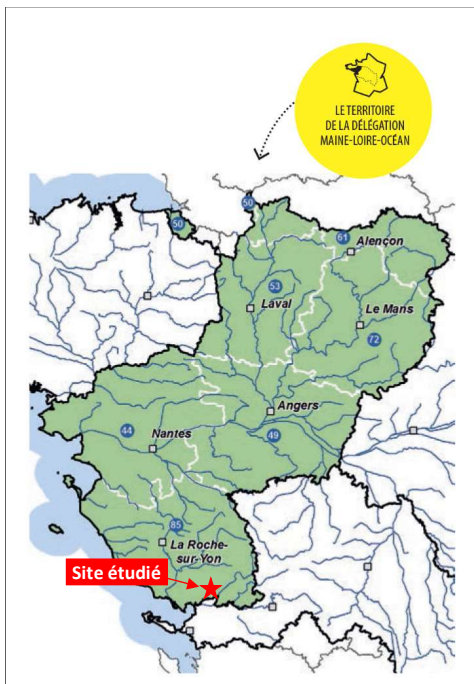 LE TERRITOIRE
DE LA DÉLÉGATION
MAINE-LOIRE-OCÉAN
50
50
61
Alençon
53
Laval
Le Mans
72
Angers
44
49
Nantes
85
La Roche-
sur-Yon
Site étudié